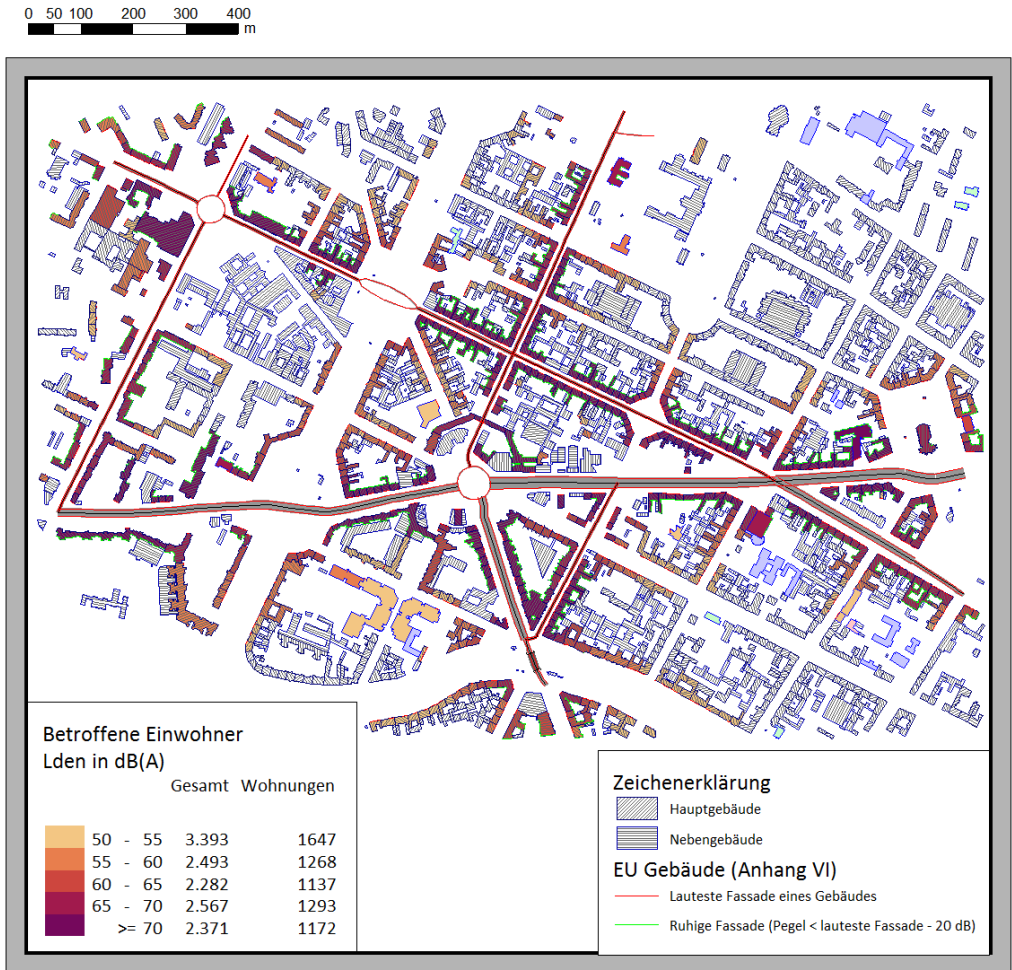 0 50 100 200 300 400
m
Betroffene Einwohner
Lden in dB(A)
Gesamt Wohnungen
50 - 55 3.393 1647
55 - 60 2.493 1268
60 - 65 2.282 1137
65 - 70 2.567 1293
>= 70 2.371 1172
Zeichenerklärung
Hauptgebäude
Nebengebäude
EU Gebäude (Anhang VI)
Lauteste Fassade eines Gebäudes
Ruhige Fassade (Pegel < lauteste Fassade - 20 dB)